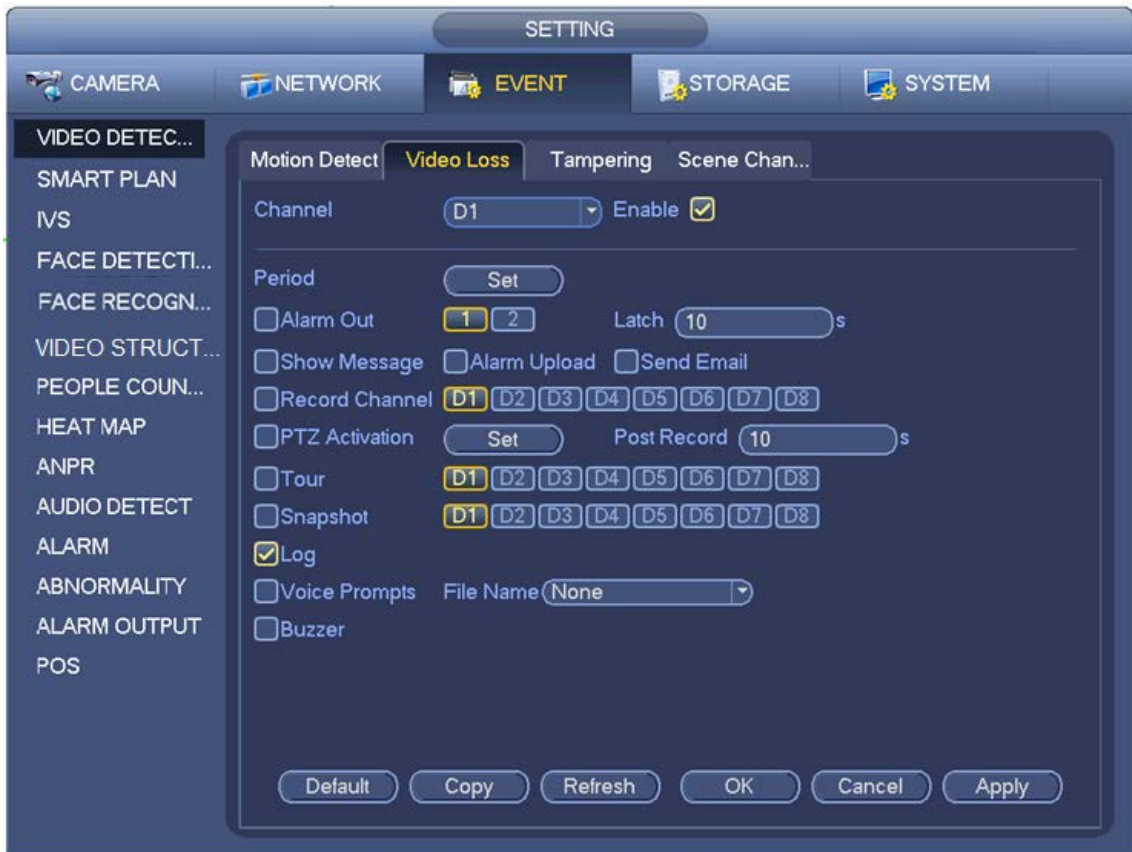 SETTING
CAMERA NETWORK EVENT STORAGE SYSTEM
VIDEO DETEC...
SMART PLAN
IVS
FACE DETECTI...
FACE RECOGN...
VIDEO STRUCT...
PEOPLE COUN...
HEAT MAP
ANPR
AUDIO DETECT
ALARM
ABNORMALITY
ALARM OUTPUT
POS
Motion Detect Video Loss Tampering Scene Chan...
Channel D1 Enable
Period Set
Alarm Out 1 2 Latch 10 s
Show Message Alarm Upload Send Email
Record Channel D1 D2 D3 D4 D5 D6 D7 D8
PTZ Activation Set Post Record 10 s
Tour D1 D2 D3 D4 D5 D6 D7 D8
Snapshot D1 D2 D3 D4 D5 D6 D7 D8
Log
Voice Prompts File Name None
Buzzer
Default Copy Refresh OK Cancel Apply